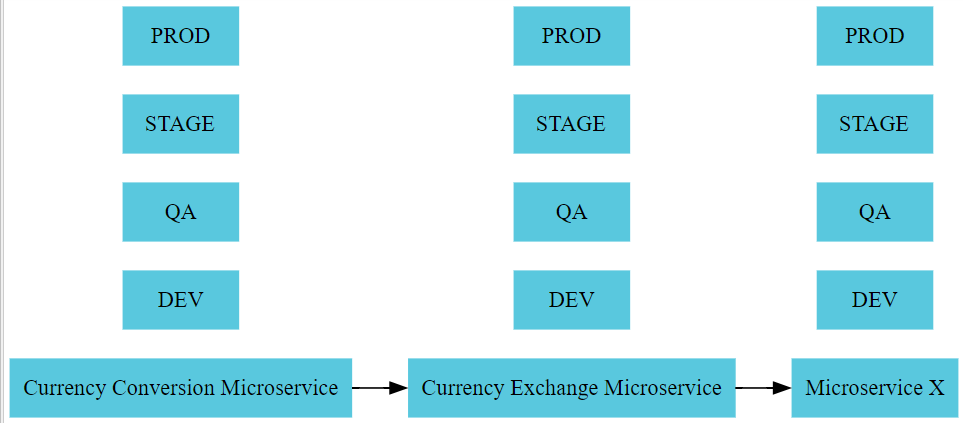 PROD
PROD
PROD
STAGE
STAGE
STAGE
QA
QA
QA
DEV
DEV
DEV
Currency Conversion Microservice
Currency Exchange Microservice
Microservice X